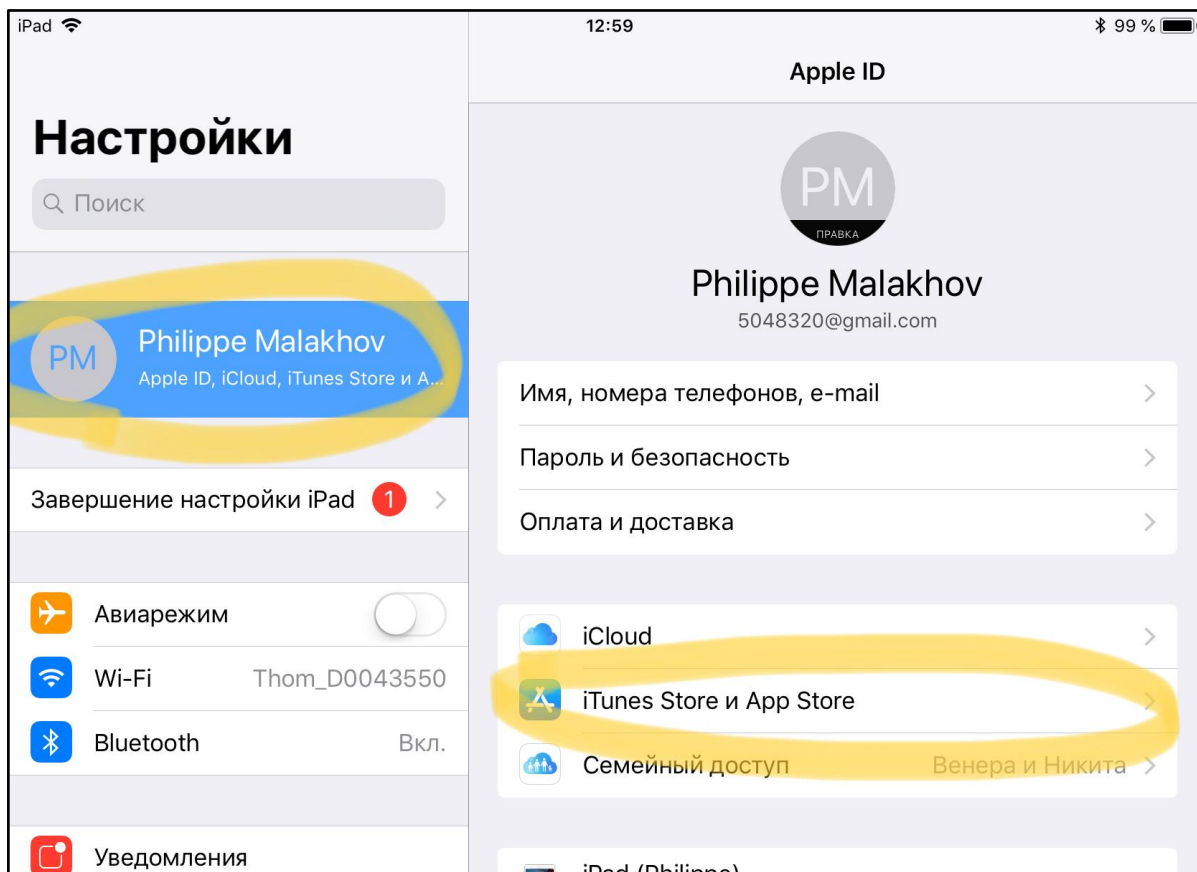 iPad
12:59
99 %
Настройки
Поиск
PM
Philippe Malakhov
Apple ID, iCloud, iTunes Store и A...
Завершение настройки iPad 1
Авиарежим
Wi-Fi Thom_D0043550
Bluetooth Вкл.
Уведомления
Apple ID
PM
ПРАВКА
Philippe Malakhov
5048320@gmail.com
Имя, номера телефонов, e-mail
Пароль и безопасность
Оплата и доставка
iCloud
iTunes Store и App Store
Семейный доступ Венера и Никита
iPad (Philippe)